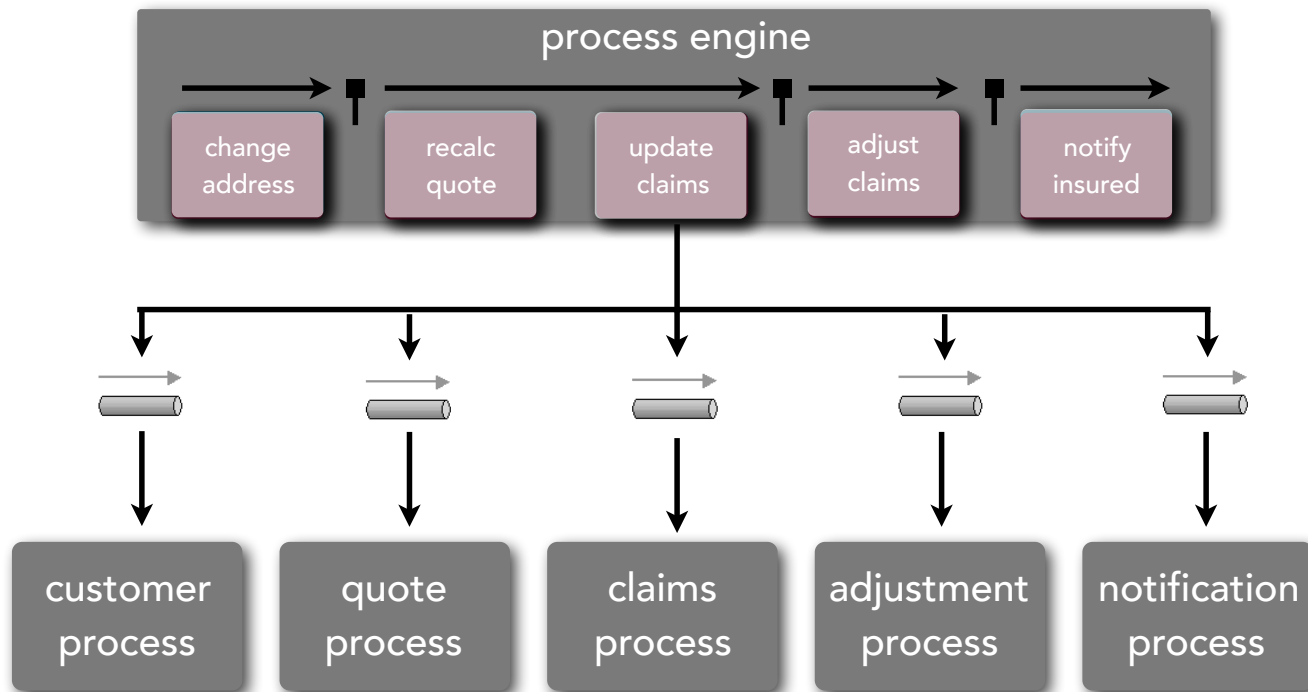 process engine
change
address
recalc
quote
update
claims
adjust
claims
notify
insured
customer
process
quote
process
claims
process
adjustment
process
notification
process